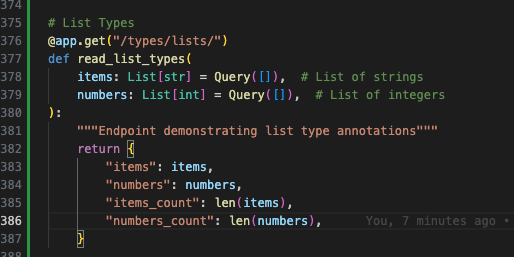 374
375 # List Types
376 @app.get("/types/lists/")
377 def read_list_types(
378     items: List[str] = Query([]),  # List of strings
379     numbers: List[int] = Query([]),  # List of integers
380 ):
381     """Endpoint demonstrating list type annotations"""
382     return {
383         "items": items,
384         "numbers": numbers,
385         "items_count": len(items),
386         "numbers_count": len(numbers),    You, 7 minutes ago •
387     }
388